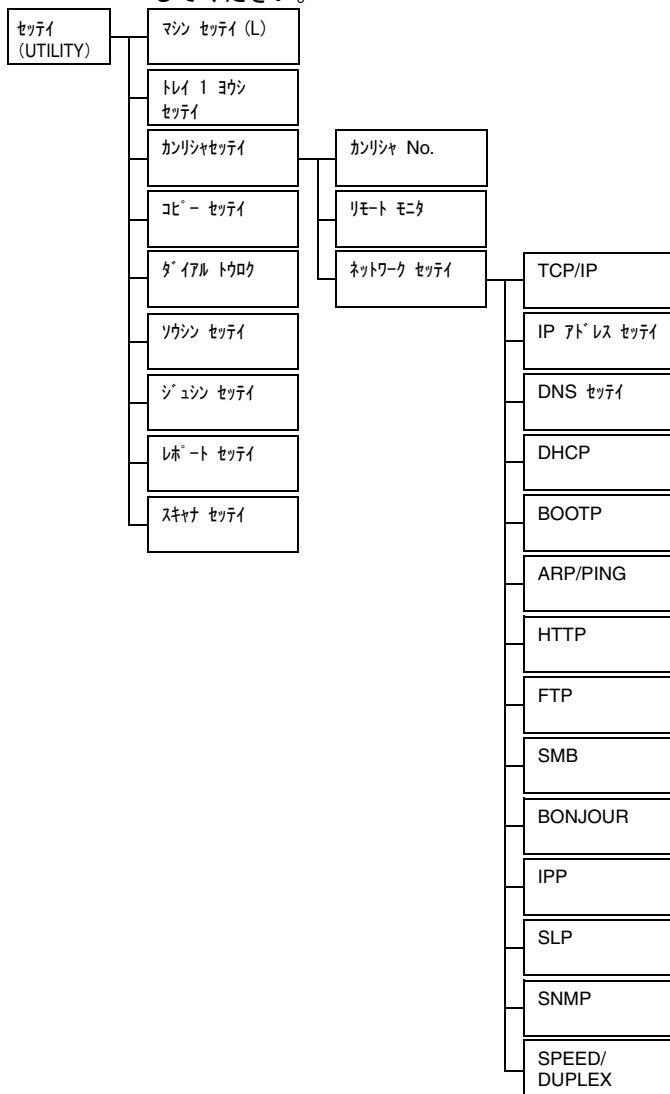 してください。
ｾｯﾃｲ
(UTILITY)
ﾏｼﾝ ｾｯﾃｲ (L)
ﾄﾚｲ 1 ﾖｳｼ
ｾｯﾃｲ
ｶﾝﾘｼｬｾｯﾃｲ
ｶﾝﾘｼｬ No.
ｺﾋﾟｰ ｾｯﾃｲ
ﾘﾓｰﾄ ﾓﾆﾀ
ﾀﾞｲｱﾙ ﾄｳﾛｸ
ﾈｯﾄﾜｰｸ ｾｯﾃｲ
TCP/IP
ｿｳｼﾝ ｾｯﾃｲ
IP ｱﾄﾞﾚｽ ｾｯﾃｲ
ｼﾞｭｼﾝ ｾｯﾃｲ
DNS ｾｯﾃｲ
ﾚﾎﾟｰﾄ ｾｯﾃｲ
DHCP
ｽｷｬﾅ ｾｯﾃｲ
BOOTP
ARP/PING
HTTP
FTP
SMB
BONJOUR
IPP
SLP
SNMP
SPEED/
DUPLEX